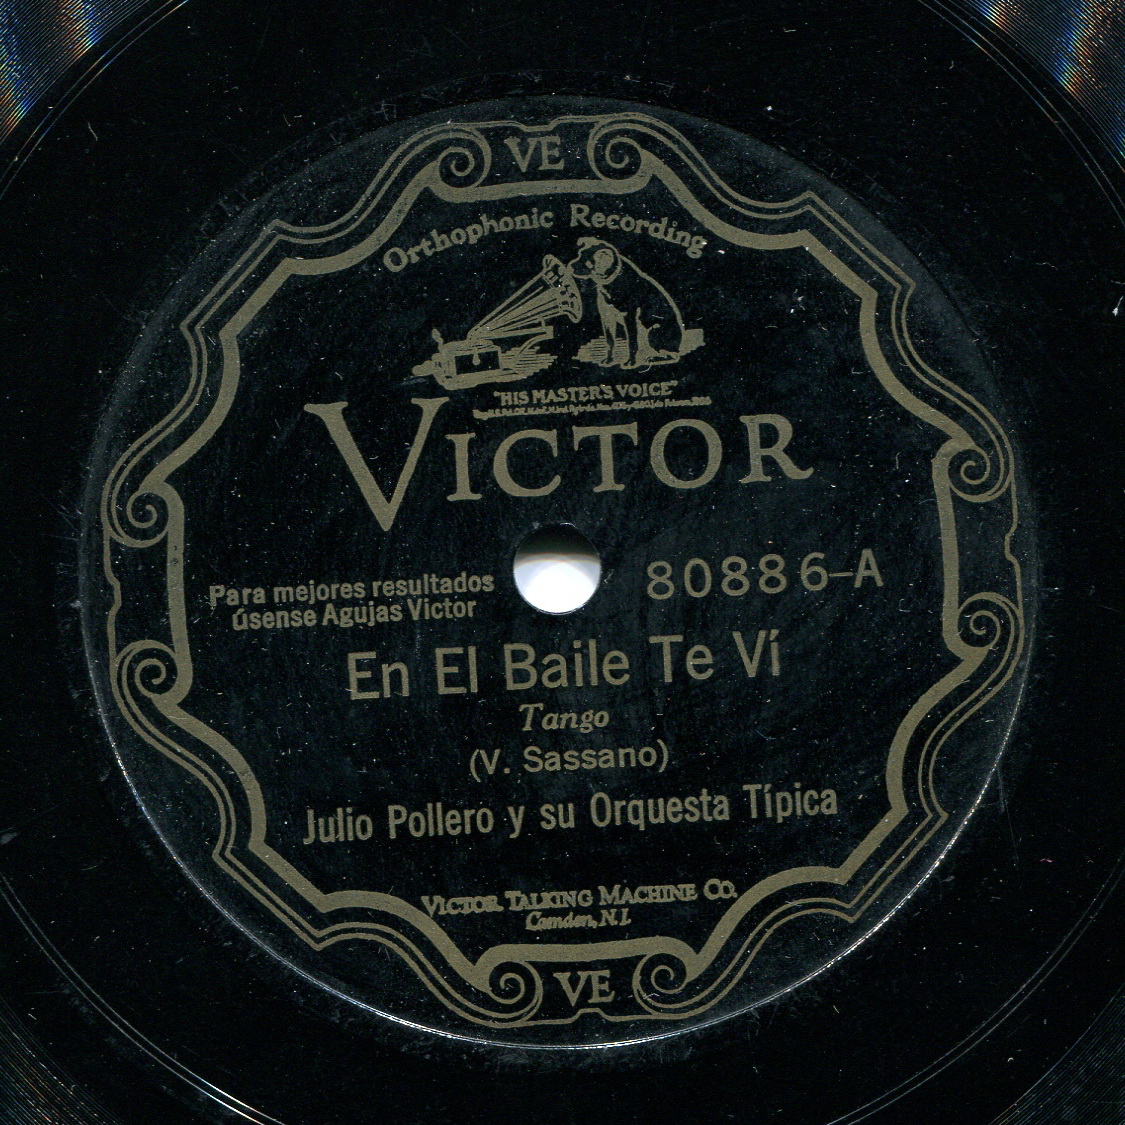 VE
Orthophonic Recording
"HIS MASTER'S VOICE"
VICTOR
80886-A
Para mejores resultados
úsense Agujas Victor
En El Baile Te Ví
Tango
(V. Sassano)
Julio Pollero y su Orquesta Típica
VICTOR TALKING MACHINE CO.
Camden, N.J.
VE